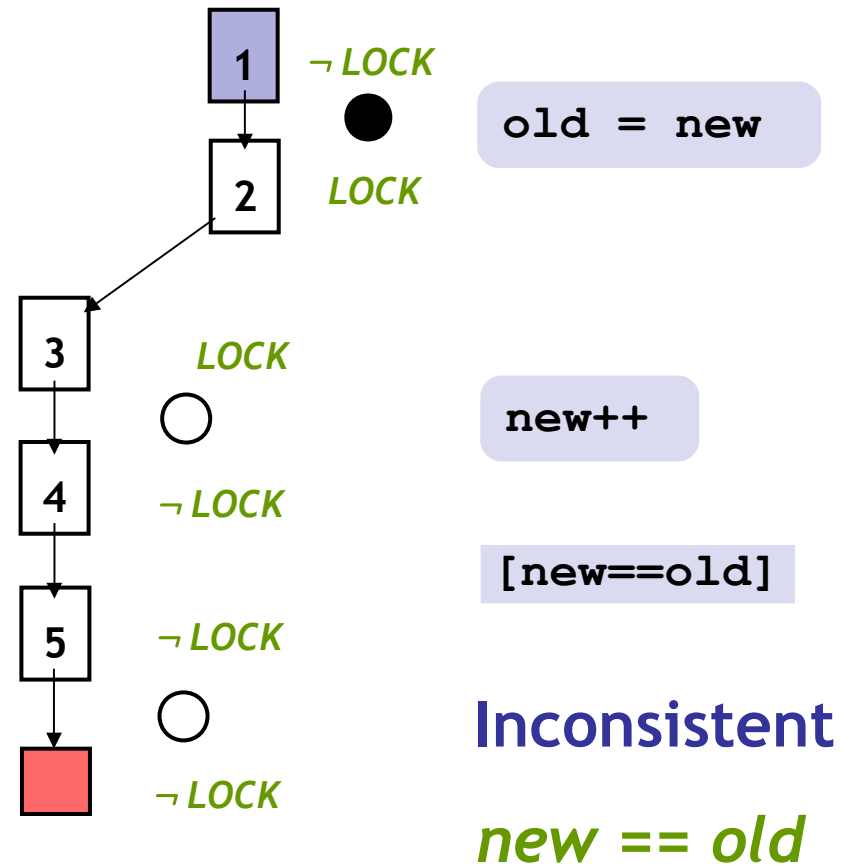 1
¬ LOCK
old = new
2
LOCK
3
LOCK
new++
4
¬ LOCK
[new==old]
5
¬ LOCK
Inconsistent
¬ LOCK
new == old